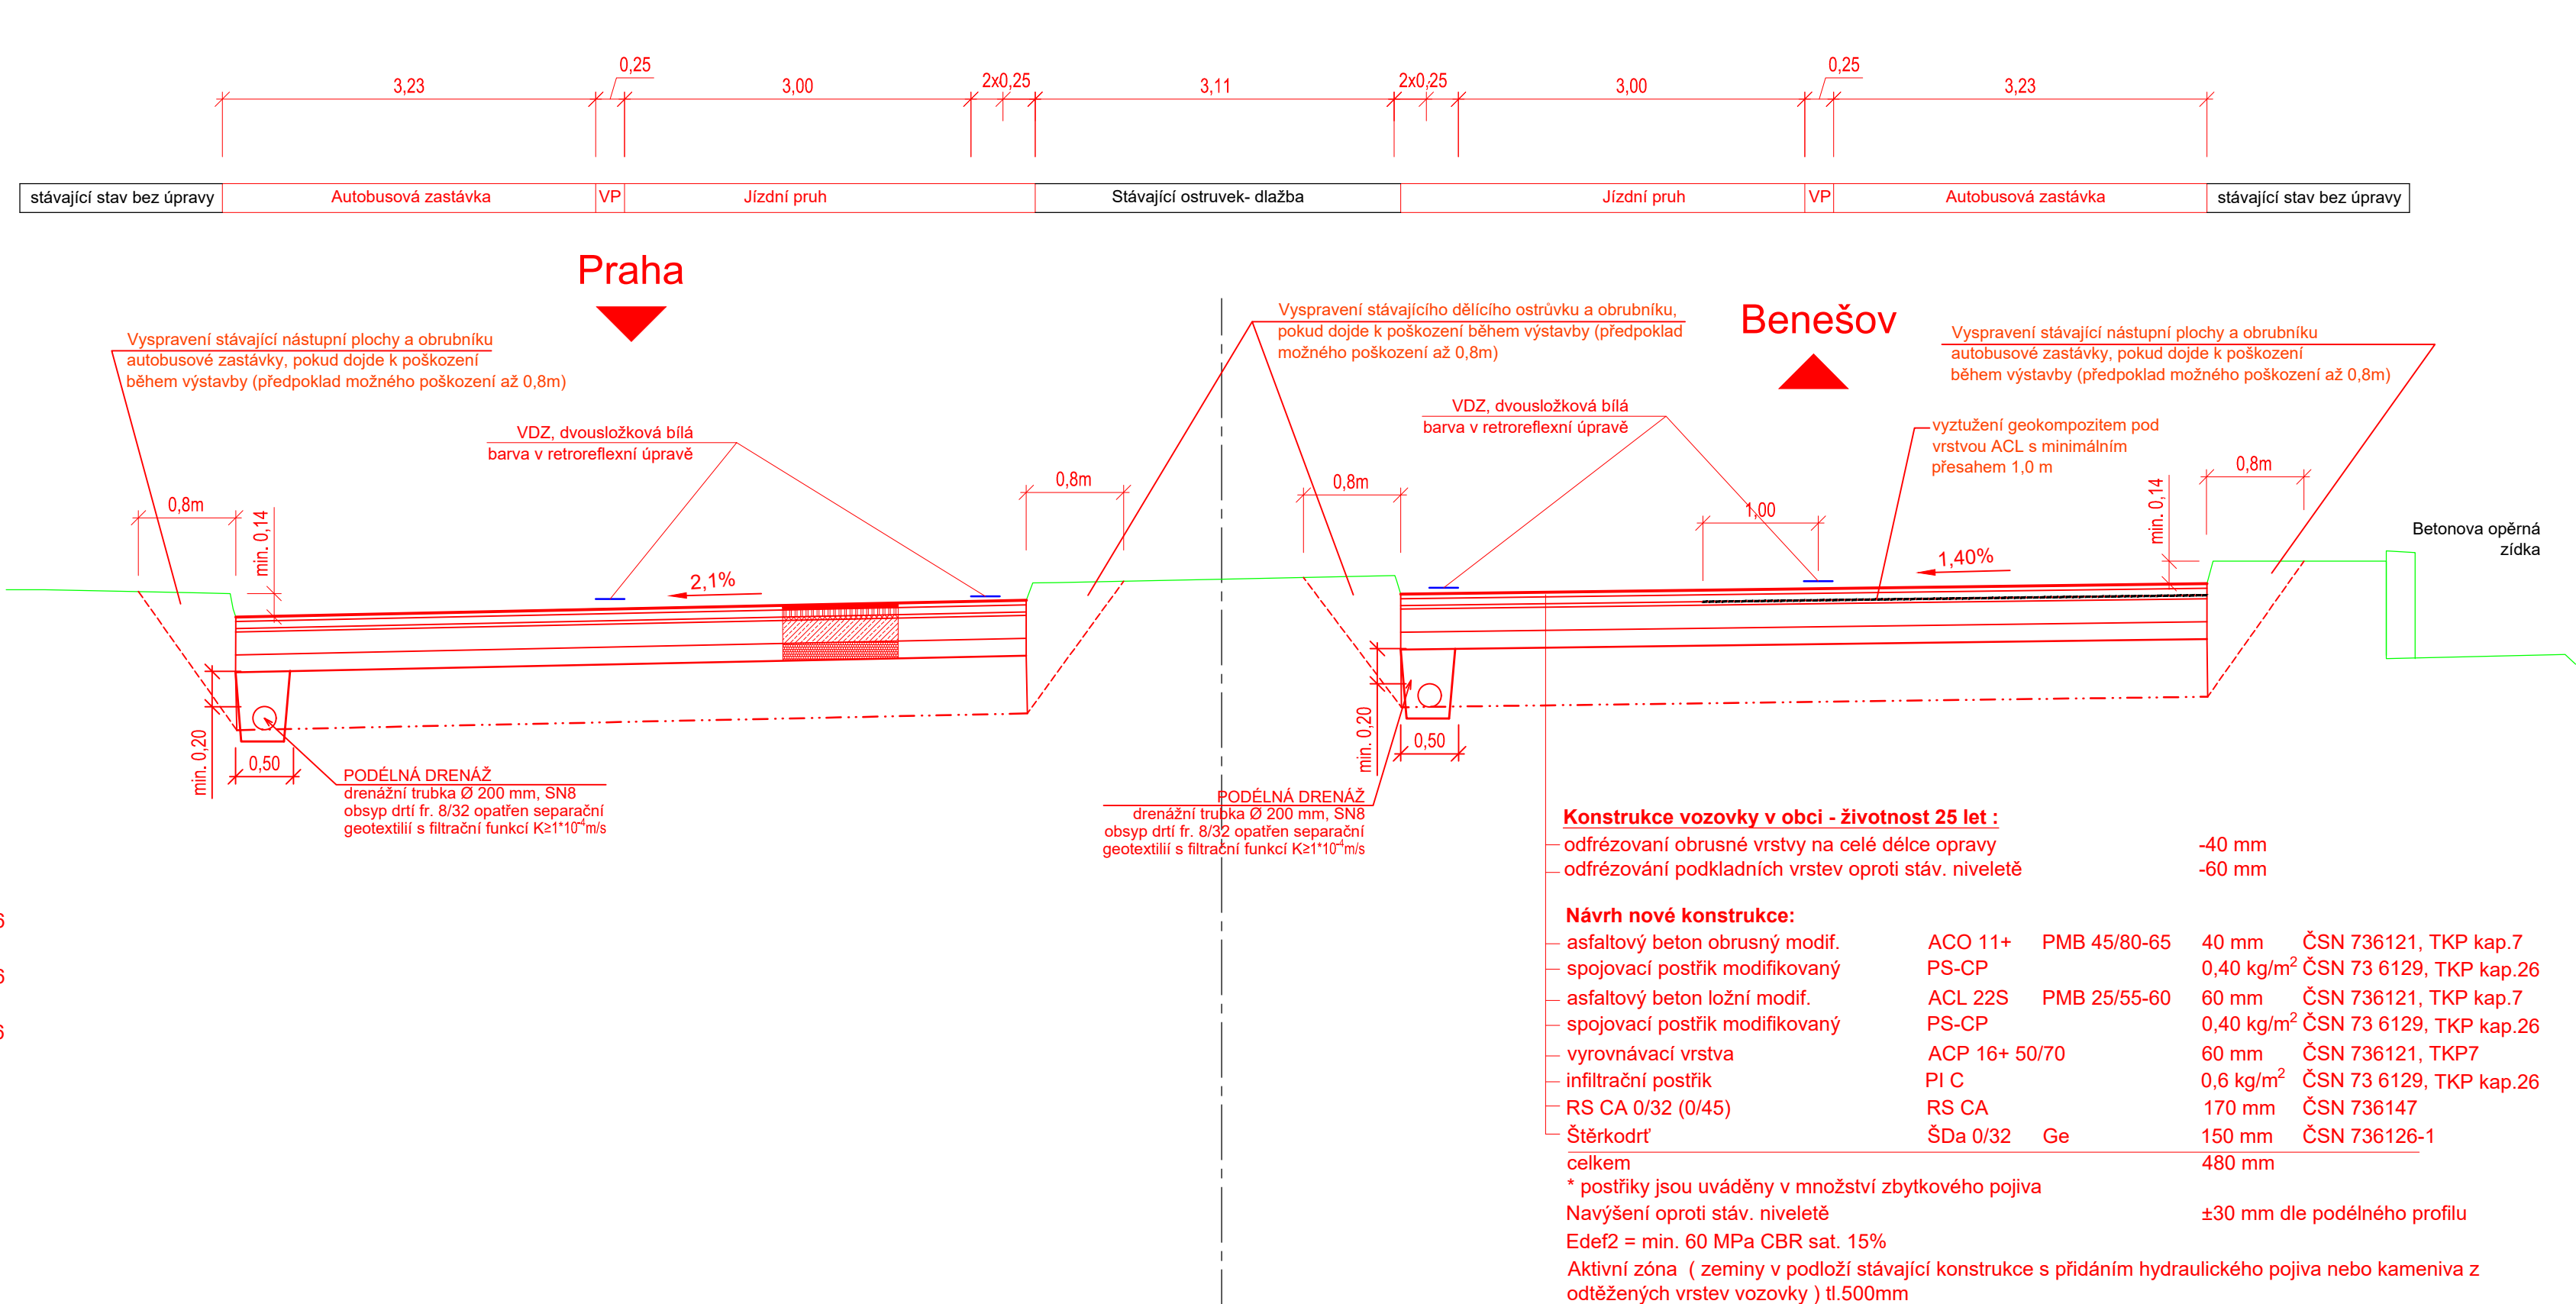 0,25
0,25
3,23
3,00
2x0,25
3,11
2x0,25
3,00
3,23
stávající stav bez úpravy
Autobusová zastávka
VP
Jízdní pruh
Stávající ostruvek- dlažba
Jízdní pruh
VP
Autobusová zastávka
stávající stav bez úpravy
Praha
Benešov
Vyspravení stávající nástupní plochy a obrubníku
autobusové zastávky, pokud dojde k poškození
během výstavby (předpoklad možného poškození až 0,8m)
Vyspravení stávajícího dělícího ostrůvku a obrubníku,
pokud dojde k poškození během výstavby (předpoklad
možného poškození až 0,8m)
Vyspravení stávající nástupní plochy a obrubníku
autobusové zastávky, pokud dojde k poškození
během výstavby (předpoklad možného poškození až 0,8m)
VDZ, dvousložková bílá
barva v retroreflexní úpravě
VDZ, dvousložková bílá
barva v retroreflexní úpravě
vyztužení geokompozitem pod
vrstvou ACL s minimálním
přesahem 1,0 m
0,8m
min. 0,14
0,8m
0,8m
1,00
min. 0,14
0,8m
Betonova opěrná
zídka
2,1%
1,40%
min. 0,20
0,50
min. 0,20
0,50
PODÉLNÁ DRENÁŽ
drenážní trubka Ø 200 mm, SN8
obsyp drtí fr. 8/32 opatřen separační
geotextilií s filtrační funkcí K≥1*10⁻⁴m/s
PODÉLNÁ DRENÁŽ
drenážní trubka Ø 200 mm, SN8
obsyp drtí fr. 8/32 opatřen separační
geotextilií s filtrační funkcí K≥1*10⁻⁴m/s
Konstrukce vozovky v obci - životnost 25 let :
odfrézovaní obrusné vrstvy na celé délce opravy -40 mm
odfrézování podkladních vrstev oproti stáv. niveletě -60 mm
Návrh nové konstrukce:
asfaltový beton obrusný modif. ACO 11+ PMB 45/80-65 40 mm ČSN 736121, TKP kap.7
spojovací postřik modifikovaný PS-CP 0,40 kg/m² ČSN 73 6129, TKP kap.26
asfaltový beton ložní modif. ACL 22S PMB 25/55-60 60 mm ČSN 736121, TKP kap.7
spojovací postřik modifikovaný PS-CP 0,40 kg/m² ČSN 73 6129, TKP kap.26
vyrovnávací vrstva ACP 16+ 50/70 60 mm ČSN 736121, TKP7
infiltrační postřik PI C 0,6 kg/m² ČSN 73 6129, TKP kap.26
RS CA 0/32 (0/45) RS CA 170 mm ČSN 736147
Štěrkodrť ŠDa 0/32 Ge 150 mm ČSN 736126-1
celkem 480 mm
* postřiky jsou uváděny v množství zbytkového pojiva
Navýšení oproti stáv. niveletě ±30 mm dle podélného profilu
Edef2 = min. 60 MPa CBR sat. 15%
Aktivní zóna ( zeminy v podloží stávající konstrukce s přidáním hydraulického pojiva nebo kameniva z
odtěžených vrstev vozovky ) tl.500mm